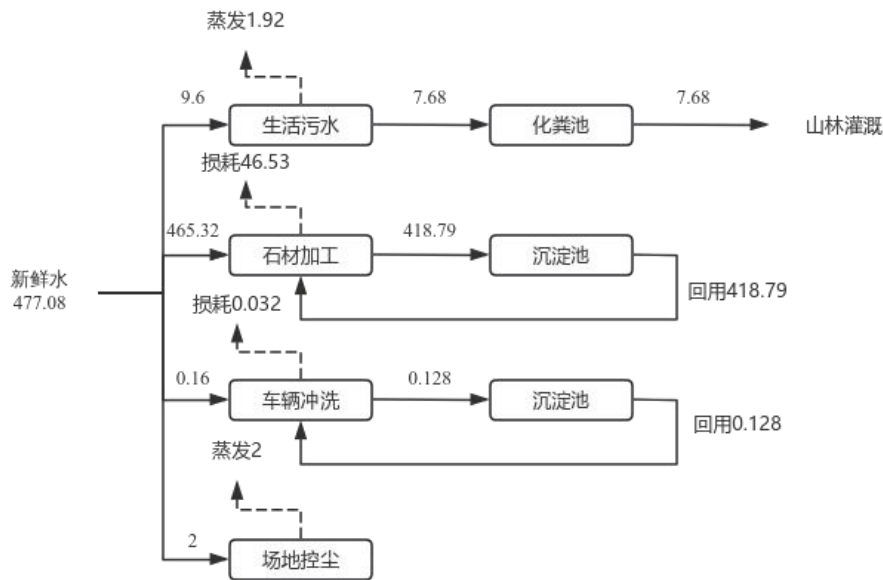 蒸发1.92
9.6
生活污水
7.68
化粪池
7.68
山林灌溉
损耗46.53
465.32
石材加工
418.79
沉淀池
回用418.79
新鲜水
477.08
损耗0.032
0.16
车辆冲洗
0.128
沉淀池
回用0.128
蒸发2
2
场地控尘